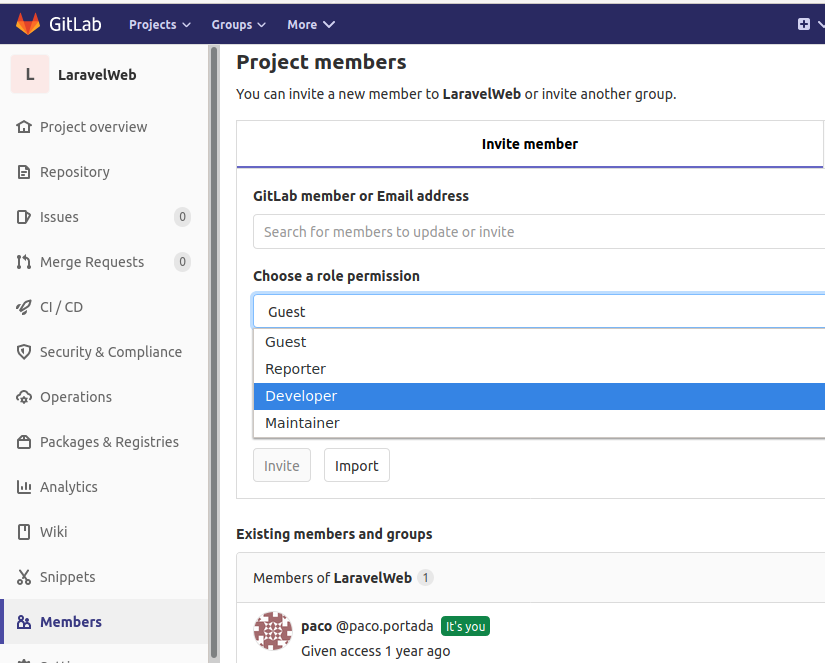 GitLab Projects Groups More
L LaravelWeb
Project overview
Repository
Issues 0
Merge Requests 0
CI / CD
Security & Compliance
Operations
Packages & Registries
Analytics
Wiki
Snippets
Members
Project members
You can invite a new member to LaravelWeb or invite another group.
Invite member
GitLab member or Email address
Search for members to update or invite
Choose a role permission
Guest
Guest
Reporter
Developer
Maintainer
Invite Import
Existing members and groups
Members of LaravelWeb 1
paco @paco.portada It's you
Given access 1 year ago